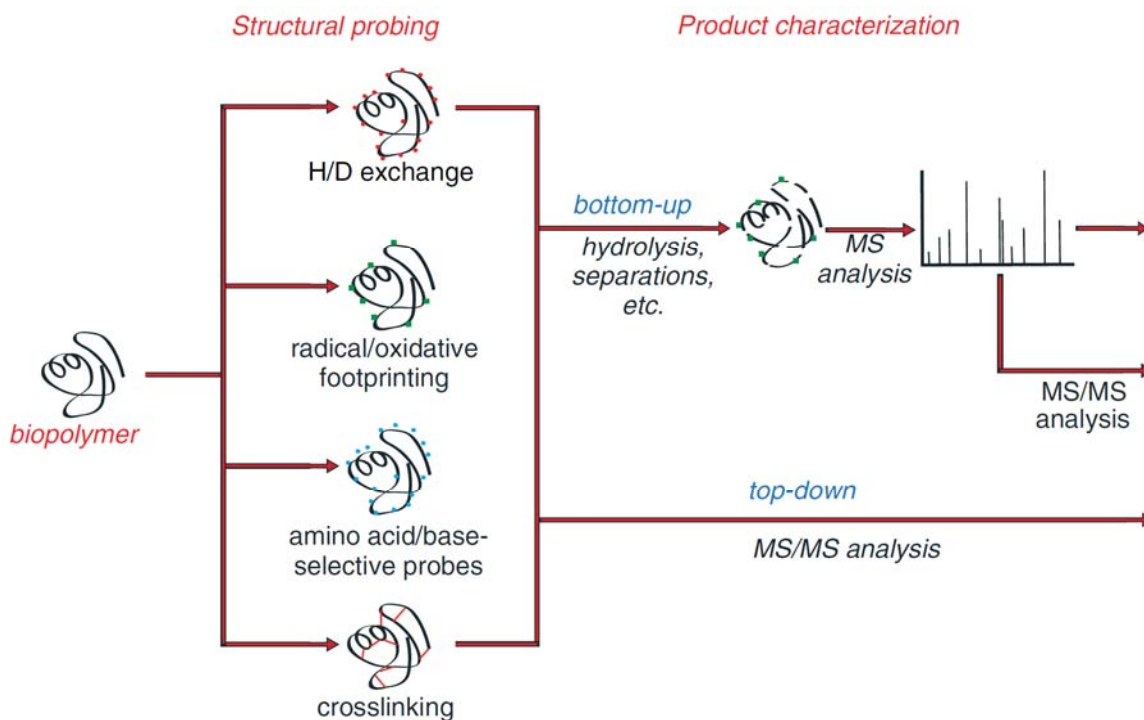 Structural probing
Product characterization
H/D exchange
radical/oxidative
footprinting
biopolymer
amino acid/base-
selective probes
crosslinking
bottom-up
hydrolysis,
separations,
etc.
MS
analysis
MS/MS
analysis
top-down
MS/MS analysis